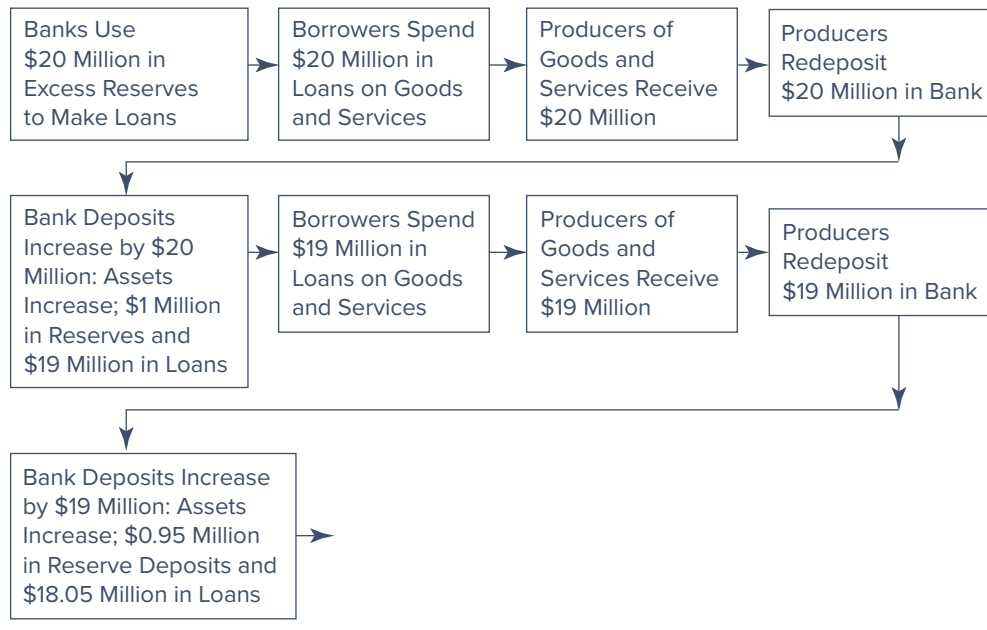 Banks Use
$20 Million in
Excess Reserves
to Make Loans
Borrowers Spend
$20 Million in
Loans on Goods
and Services
Producers of
Goods and
Services Receive
$20 Million
Producers
Redeposit
$20 Million in Bank
Bank Deposits
Increase by $20
Million: Assets
Increase; $1 Million
in Reserves and
$19 Million in Loans
Borrowers Spend
$19 Million in
Loans on Goods
and Services
Producers of
Goods and
Services Receive
$19 Million
Producers
Redeposit
$19 Million in Bank
Bank Deposits Increase
by $19 Million: Assets
Increase; $0.95 Million
in Reserve Deposits and
$18.05 Million in Loans